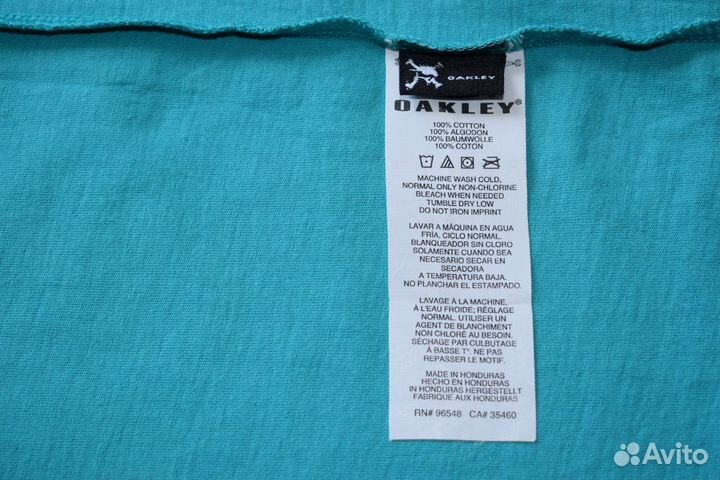 OAKLEY
OAKLEY®
100% COTTON
100% ALGODON
100% BAUMWOLLE
100% COTON
MACHINE WASH COLD,
NORMAL ONLY NON-CHLORINE
BLEACH WHEN NEEDED
TUMBLE DRY LOW
DO NOT IRON IMPRINT
LAVAR A MÁQUINA EN AGUA
FRÍA, CICLO NORMAL.
BLANQUEADOR SIN CLORO
SOLAMENTE CUANDO SEA
NECESARIO SECAR EN
SECADORA
A TEMPERATURA BAJA.
NO PLANCHAR EL ESTAMPADO.
LAVAGE À LA MACHINE,
À L'EAU FROIDE; RÉGLAGE
NORMAL. UTILISER UN
AGENT DE BLANCHIMENT
NON CHLORÉ AU BESOIN.
SÉCHAGE PAR CULBUTAGE
À BASSE T°. NE PAS
REPASSER LE MOTIF.
MADE IN HONDURAS
HECHO EN HONDURAS
IN HONDURAS HERGESTELLT
FABRIQUE AUX HONDURAS
RN# 96548 CA# 35460
Avito